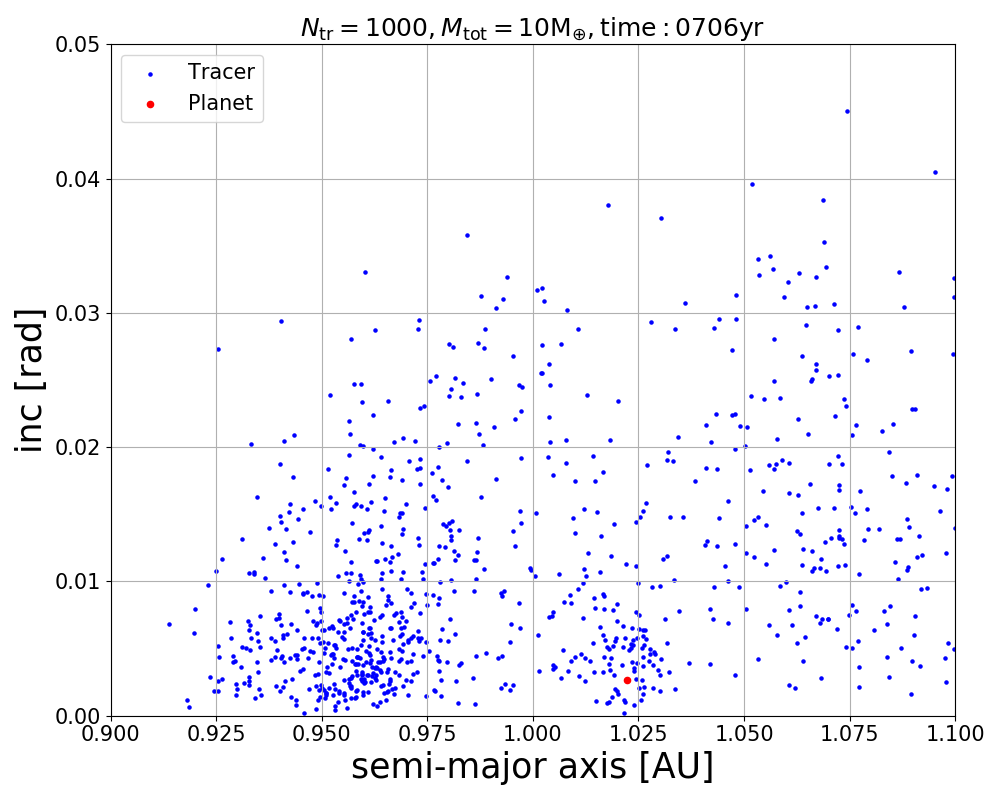 N_tr = 1000, M_tot = 10M_⊕, time : 0706yr
0.05
Tracer
Planet
0.04
0.03
0.02
0.01
0.00
inc [rad]
0.900 0.925 0.950 0.975 1.000 1.025 1.050 1.075 1.100
semi-major axis [AU]